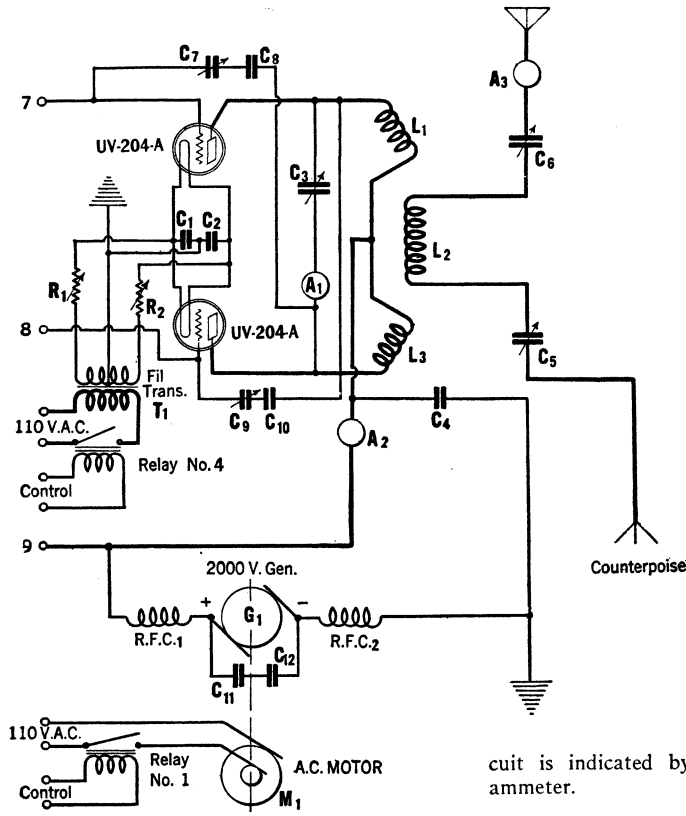 C7 C8
7
UV-204-A
A3
L1
C6
C3
C1 C2
L2
R1
R2
A1
8
UV-204-A
L3
C5
Fil
Trans.
T1
C9 C10
C4
110 V.A.C.
A2
Relay No. 4
Control
9
Counterpoise
2000 V. Gen.
+ G1 −
R.F.C.1
R.F.C.2
C11 C12
110 V.A.C.
Relay
No. 1
A.C. MOTOR
Control
M1
cuit is indicated by
ammeter.